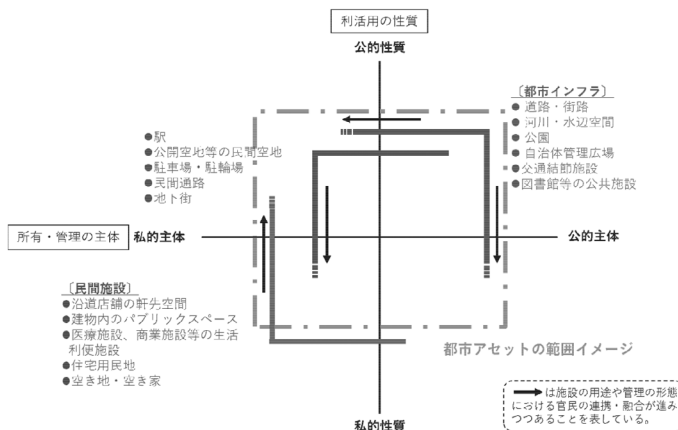 利活用の性質
公的性質
〔都市インフラ〕
●道路・街路
●河川・水辺空間
●公園
●自治体管理広場
●交通結節施設
●図書館等の公共施設
●駅
●公開空地等の民間空地
●駐車場・駐輪場
●民間通路
●地下街
所有・管理の主体
私的主体
公的主体
〔民間施設〕
●沿道店舗の軒先空間
●建物内のパブリックスペース
●医療施設、商業施設等の生活
利便施設
●住宅用民地
●空き地・空き家
都市アセットの範囲イメージ
は施設の用途や管理の形態
における官民の連携・融合が進み
つつあることを表している。
私的性質